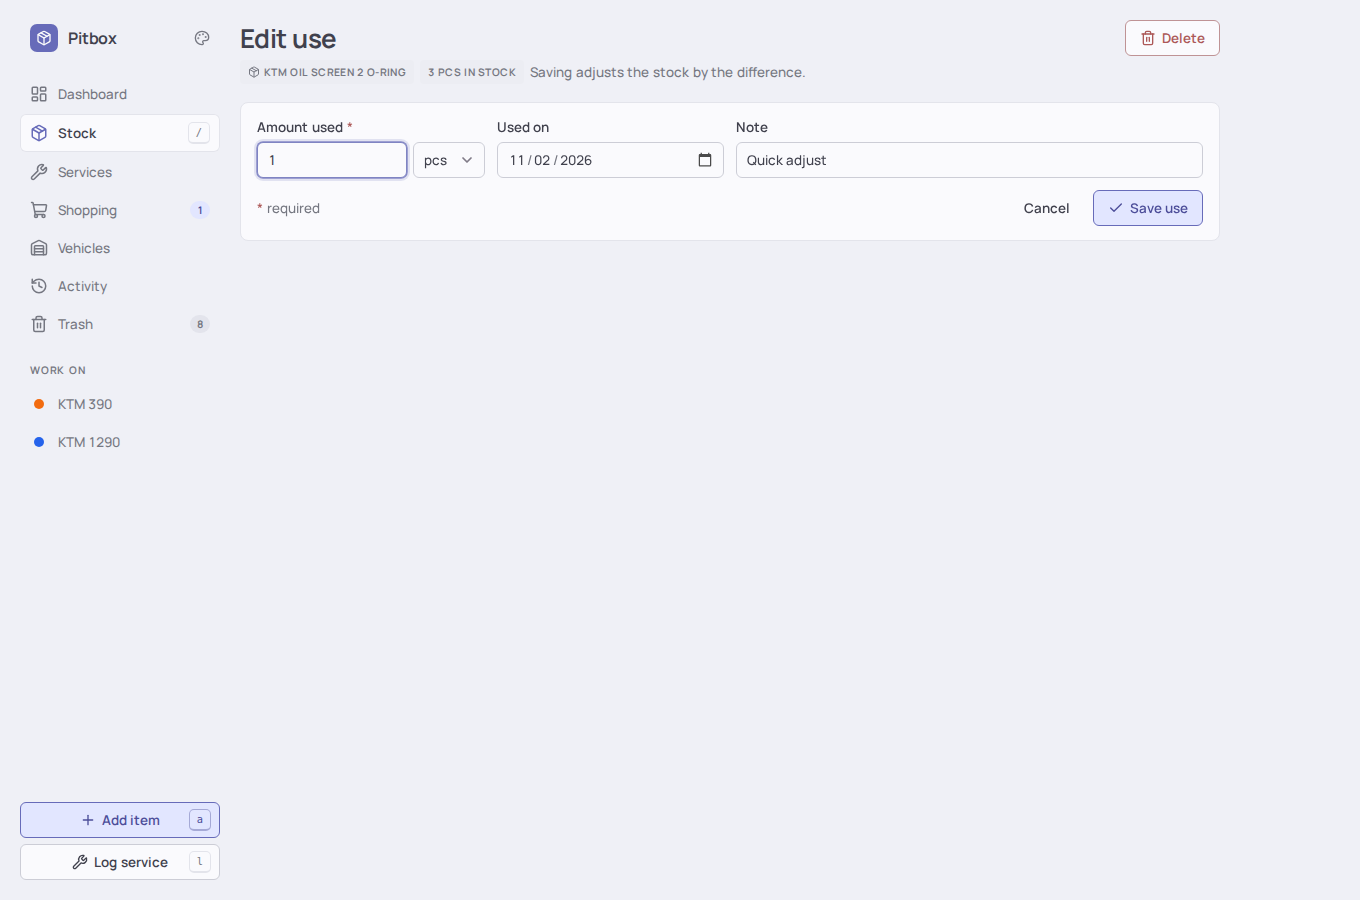 Pitbox
Dashboard
Stock /
Services
Shopping 1
Vehicles
Activity
Trash 8
WORK ON
KTM 390
KTM 1290
Add item a
Log service l
Edit use
Delete
KTM OIL SCREEN 2 O-RING 3 PCS IN STOCK Saving adjusts the stock by the difference.
Amount used * Used on Note
1 pcs 11/02/2026 Quick adjust
* required Cancel Save use